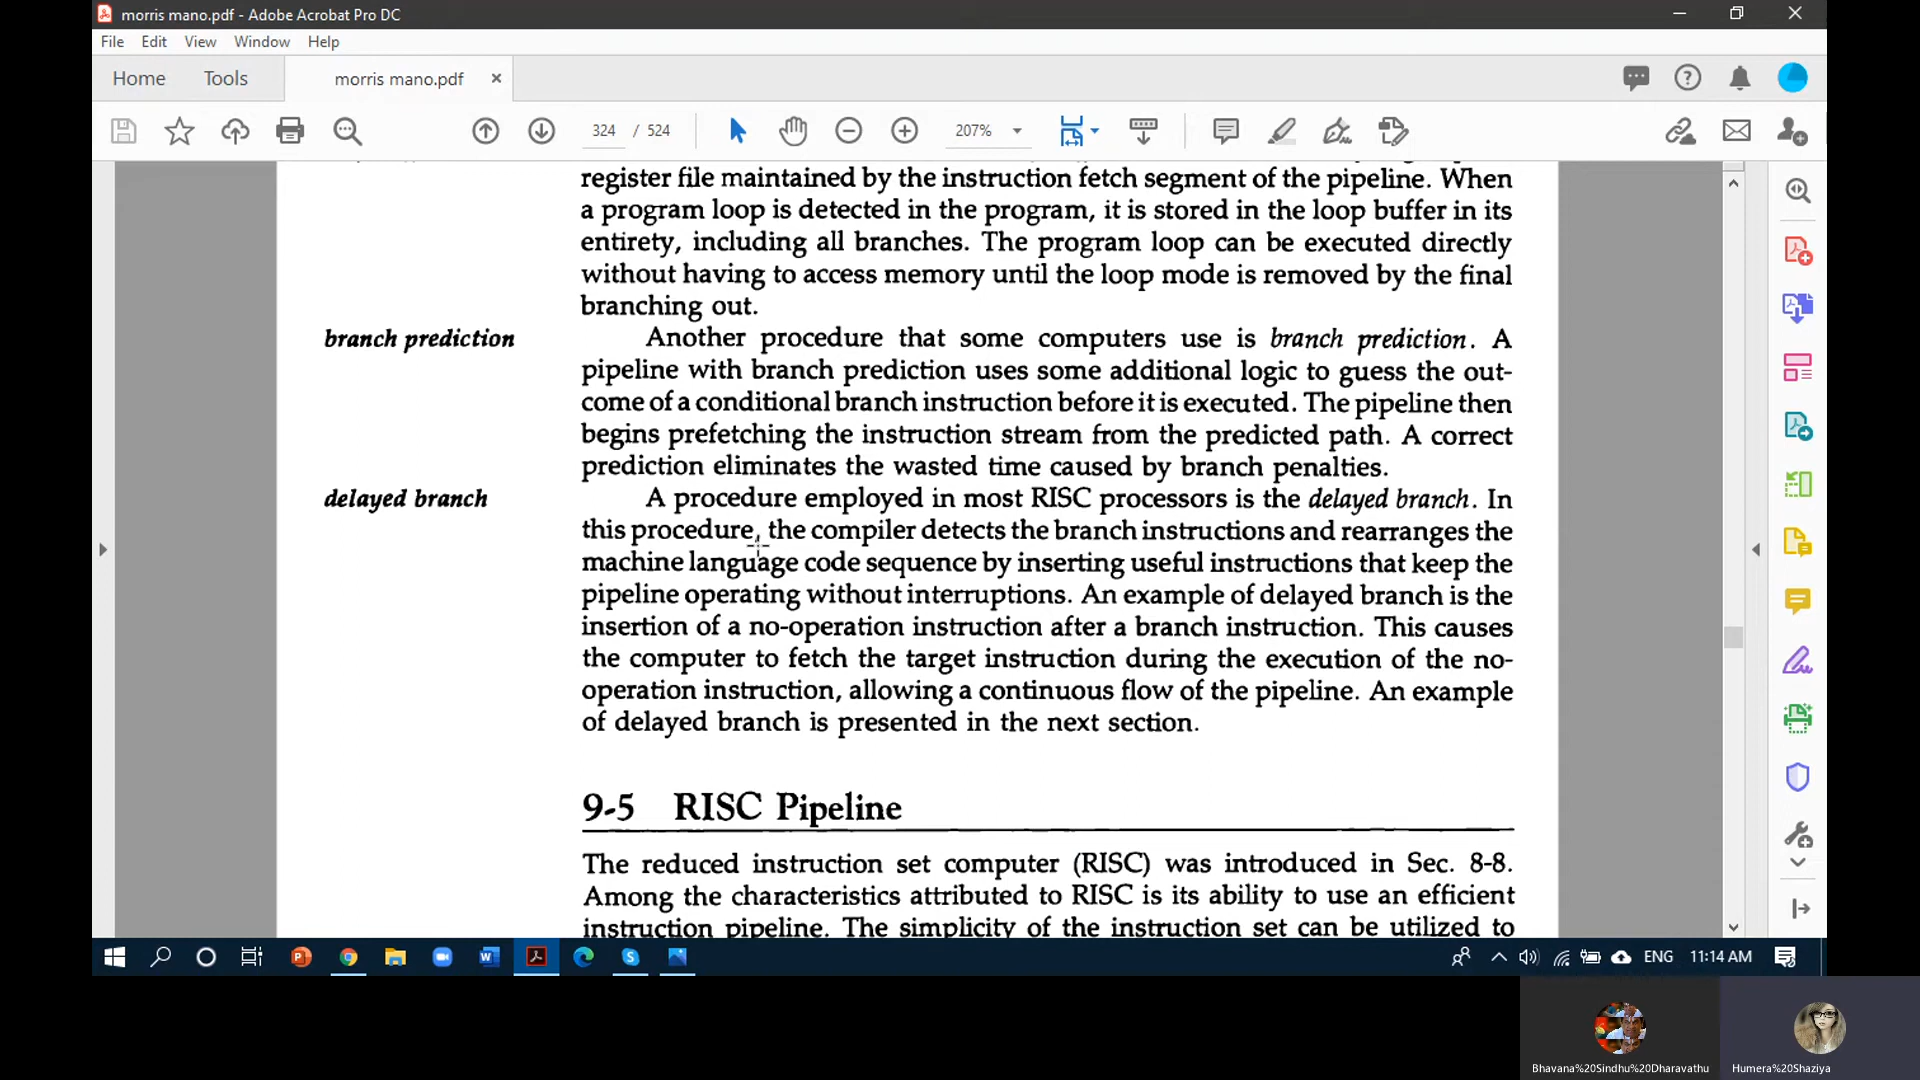 morris mano.pdf - Adobe Acrobat Pro DC
File Edit View Window Help
Home Tools morris mano.pdf
324 / 524 207%
register file maintained by the instruction fetch segment of the pipeline. When
a program loop is detected in the program, it is stored in the loop buffer in its
entirety, including all branches. The program loop can be executed directly
without having to access memory until the loop mode is removed by the final
branching out.
branch prediction
Another procedure that some computers use is branch prediction. A
pipeline with branch prediction uses some additional logic to guess the out-
come of a conditional branch instruction before it is executed. The pipeline then
begins prefetching the instruction stream from the predicted path. A correct
prediction eliminates the wasted time caused by branch penalties.
delayed branch
A procedure employed in most RISC processors is the delayed branch. In
this procedure, the compiler detects the branch instructions and rearranges the
machine language code sequence by inserting useful instructions that keep the
pipeline operating without interruptions. An example of delayed branch is the
insertion of a no-operation instruction after a branch instruction. This causes
the computer to fetch the target instruction during the execution of the no-
operation instruction, allowing a continuous flow of the pipeline. An example
of delayed branch is presented in the next section.
9-5 RISC Pipeline
The reduced instruction set computer (RISC) was introduced in Sec. 8-8.
Among the characteristics attributed to RISC is its ability to use an efficient
instruction pipeline. The simplicity of the instruction set can be utilized to
ENG 11:14 AM
Bhavana%20Sindhu%20Dharavathu Humera%20Shaziya